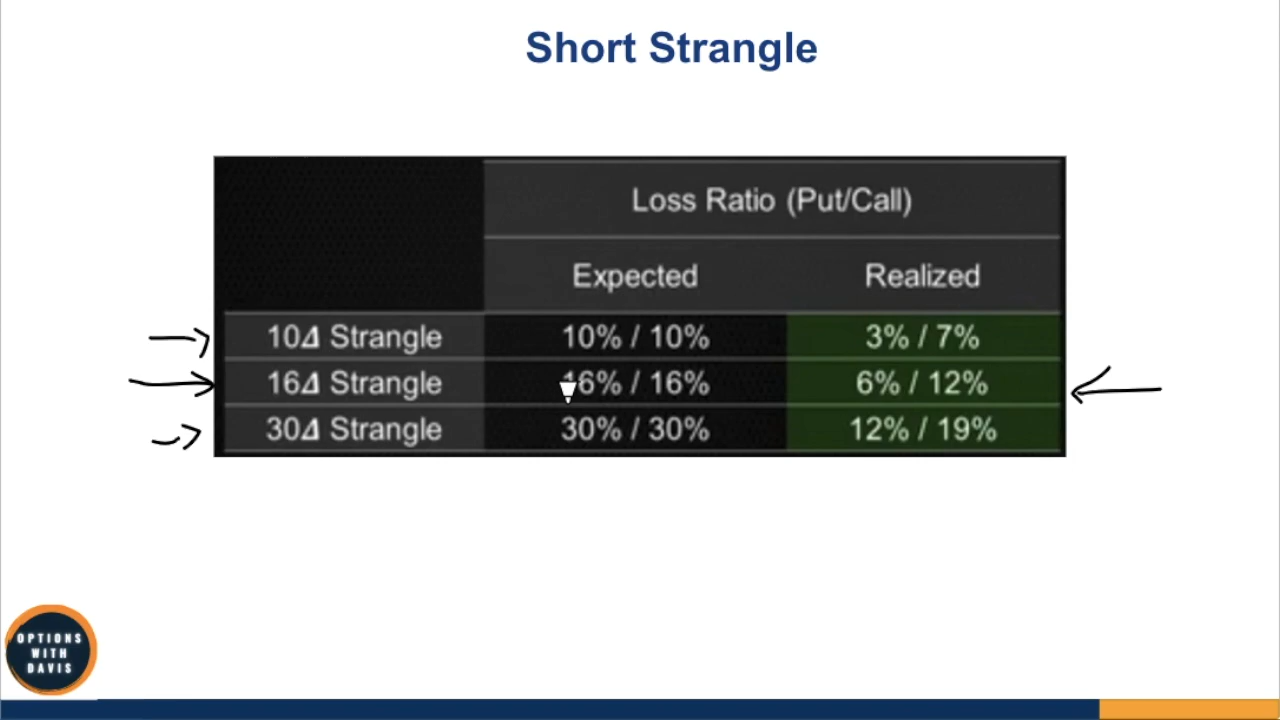 Short Strangle
Loss Ratio (Put/Call)
Expected Realized
10Δ Strangle 10% / 10% 3% / 7%
16Δ Strangle 16% / 16% 6% / 12%
30Δ Strangle 30% / 30% 12% / 19%
OPTIONS
WITH
DAVIS